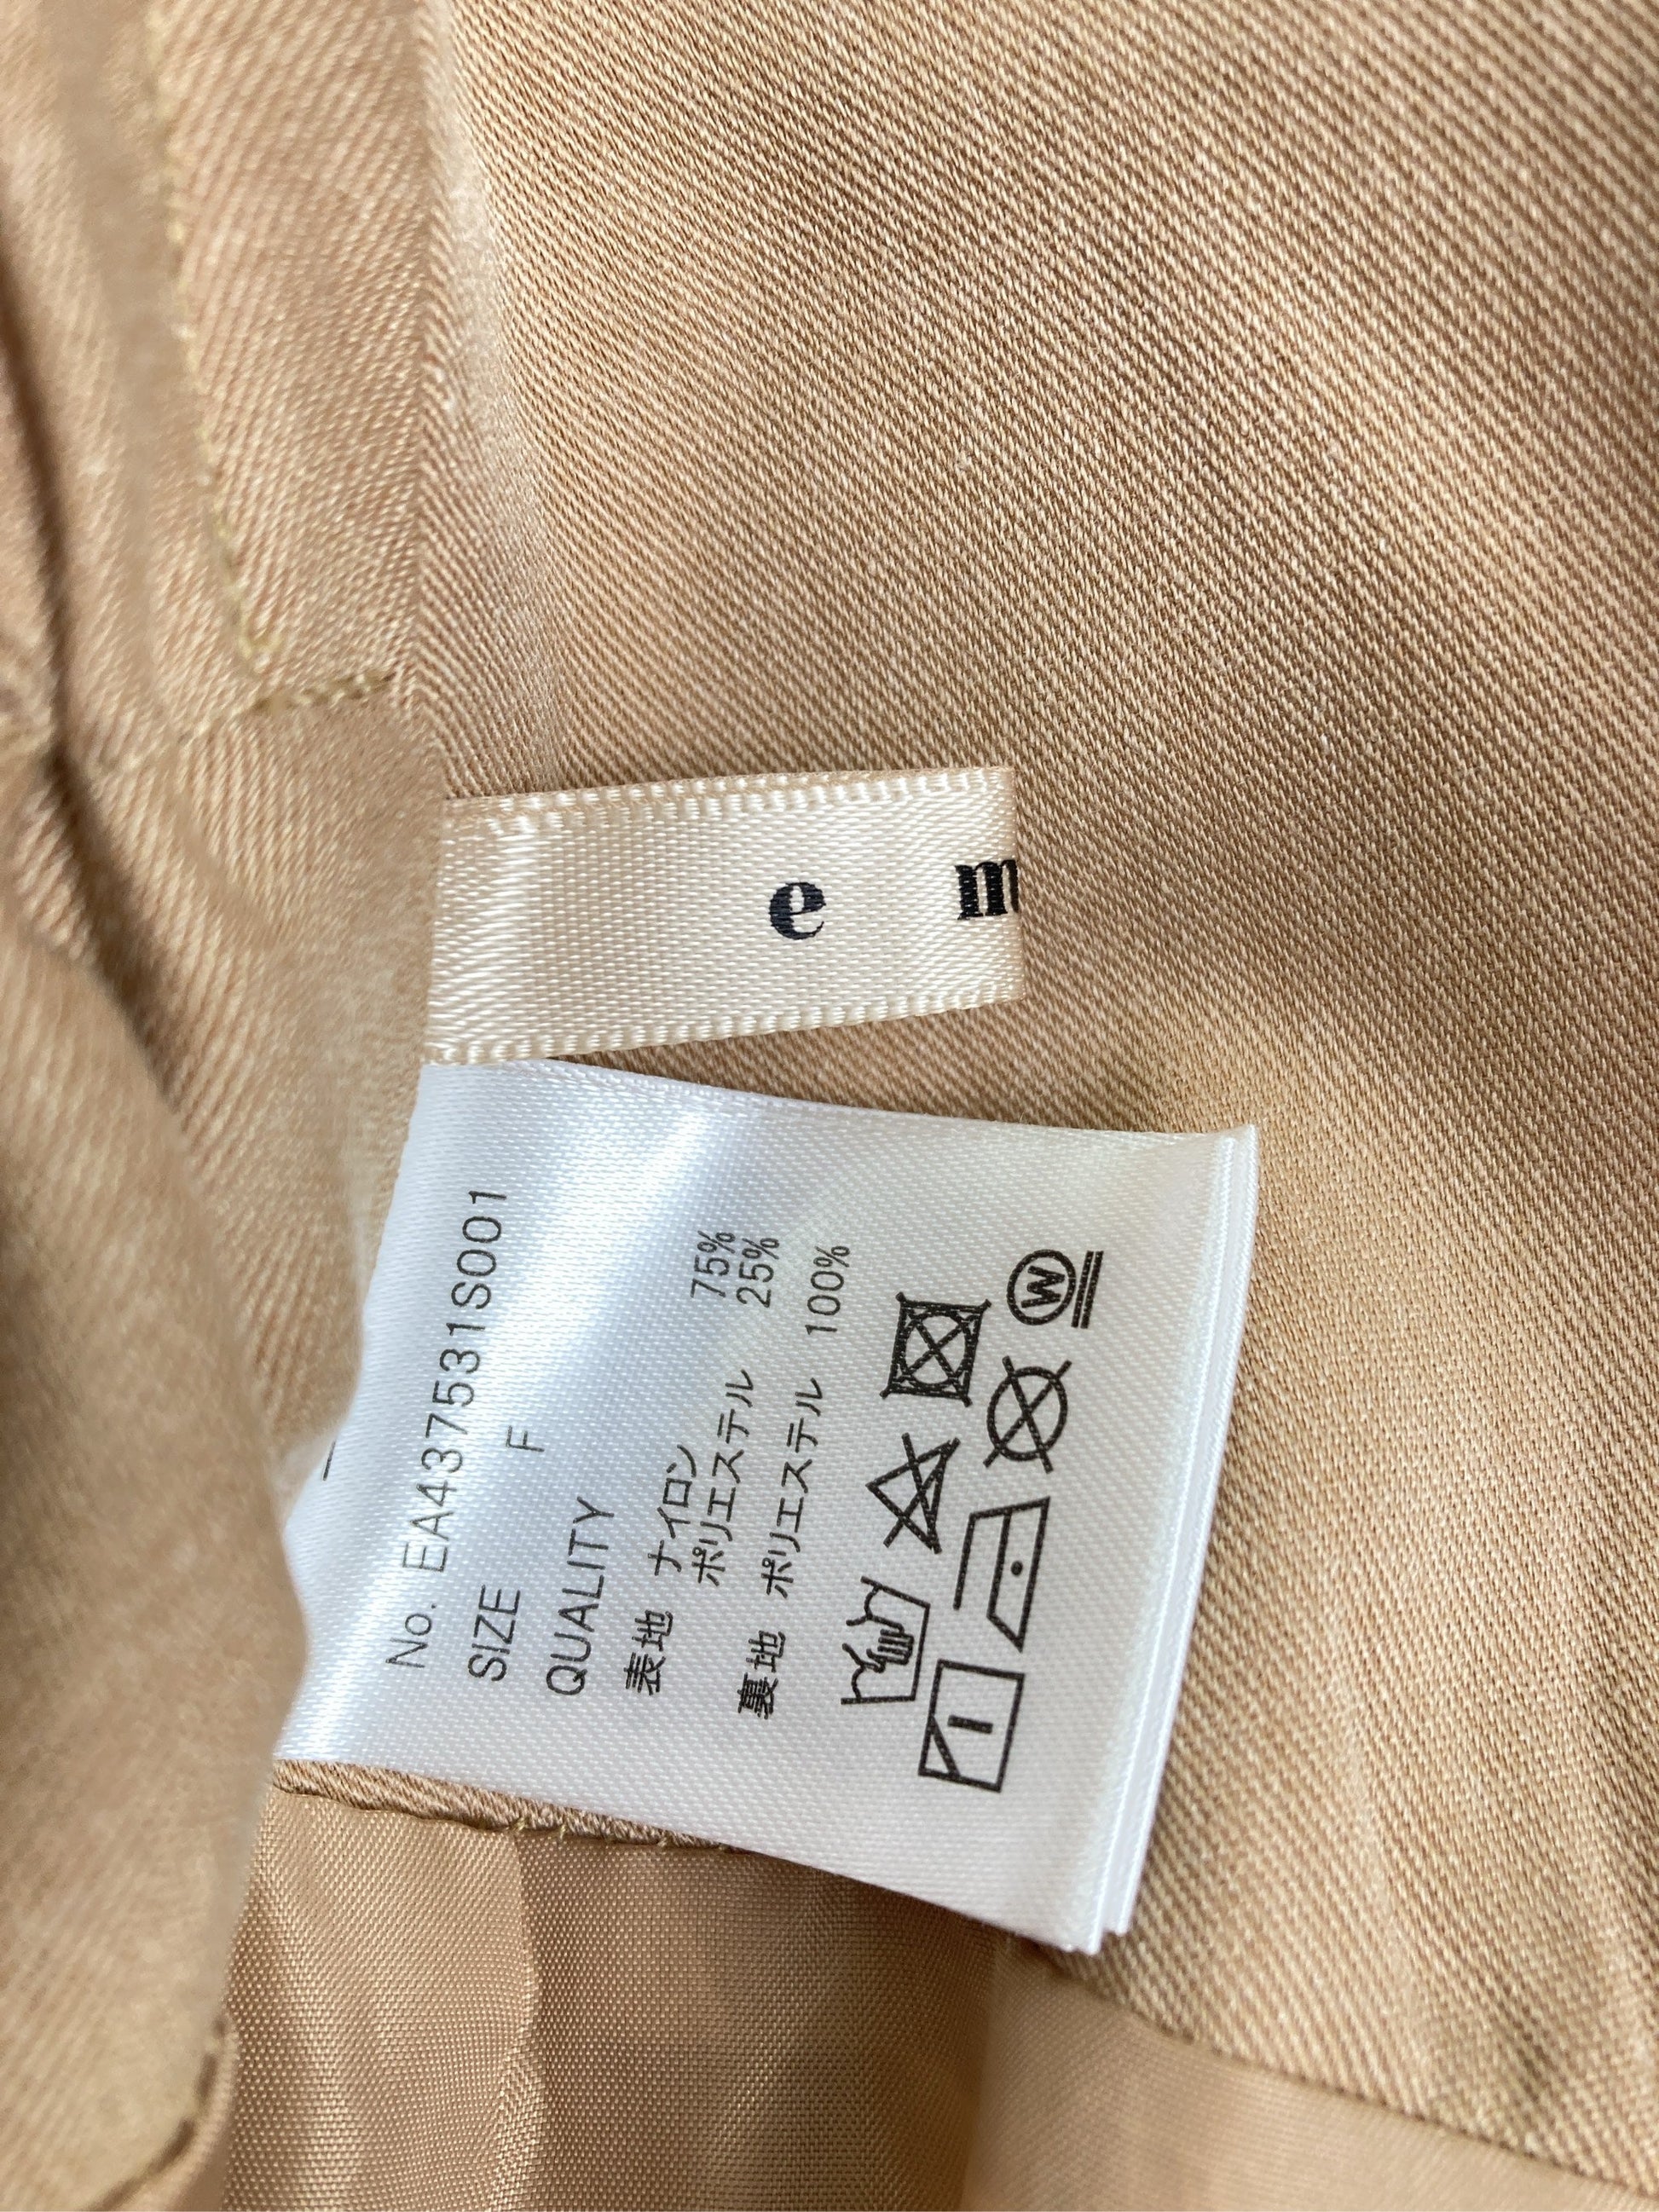 e m
No. EA437531S001
SIZE F
QUALITY
表地 ナイロン 75%
ポリエステル 25%
裏地 ポリエステル 100%
W